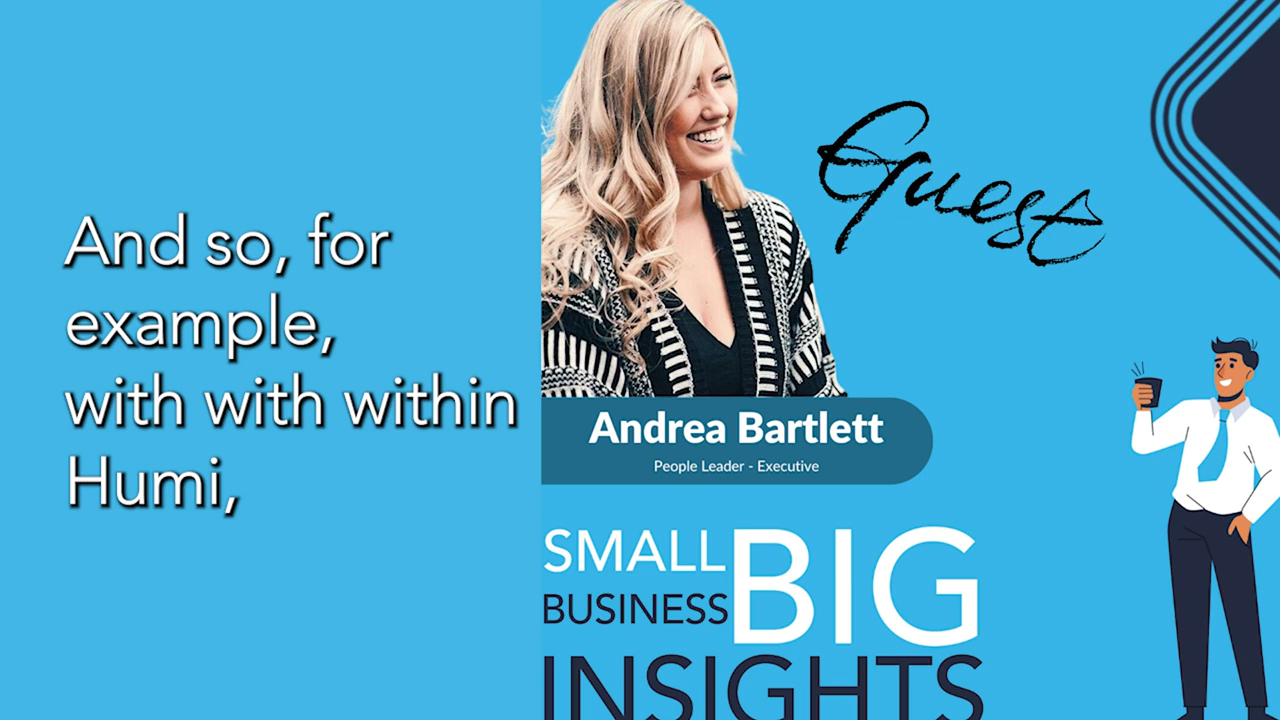 And so, for
example,
with with within
Humi,
Guest
Andrea Bartlett
People Leader - Executive
SMALL BIG
BUSINESS
INSIGHTS